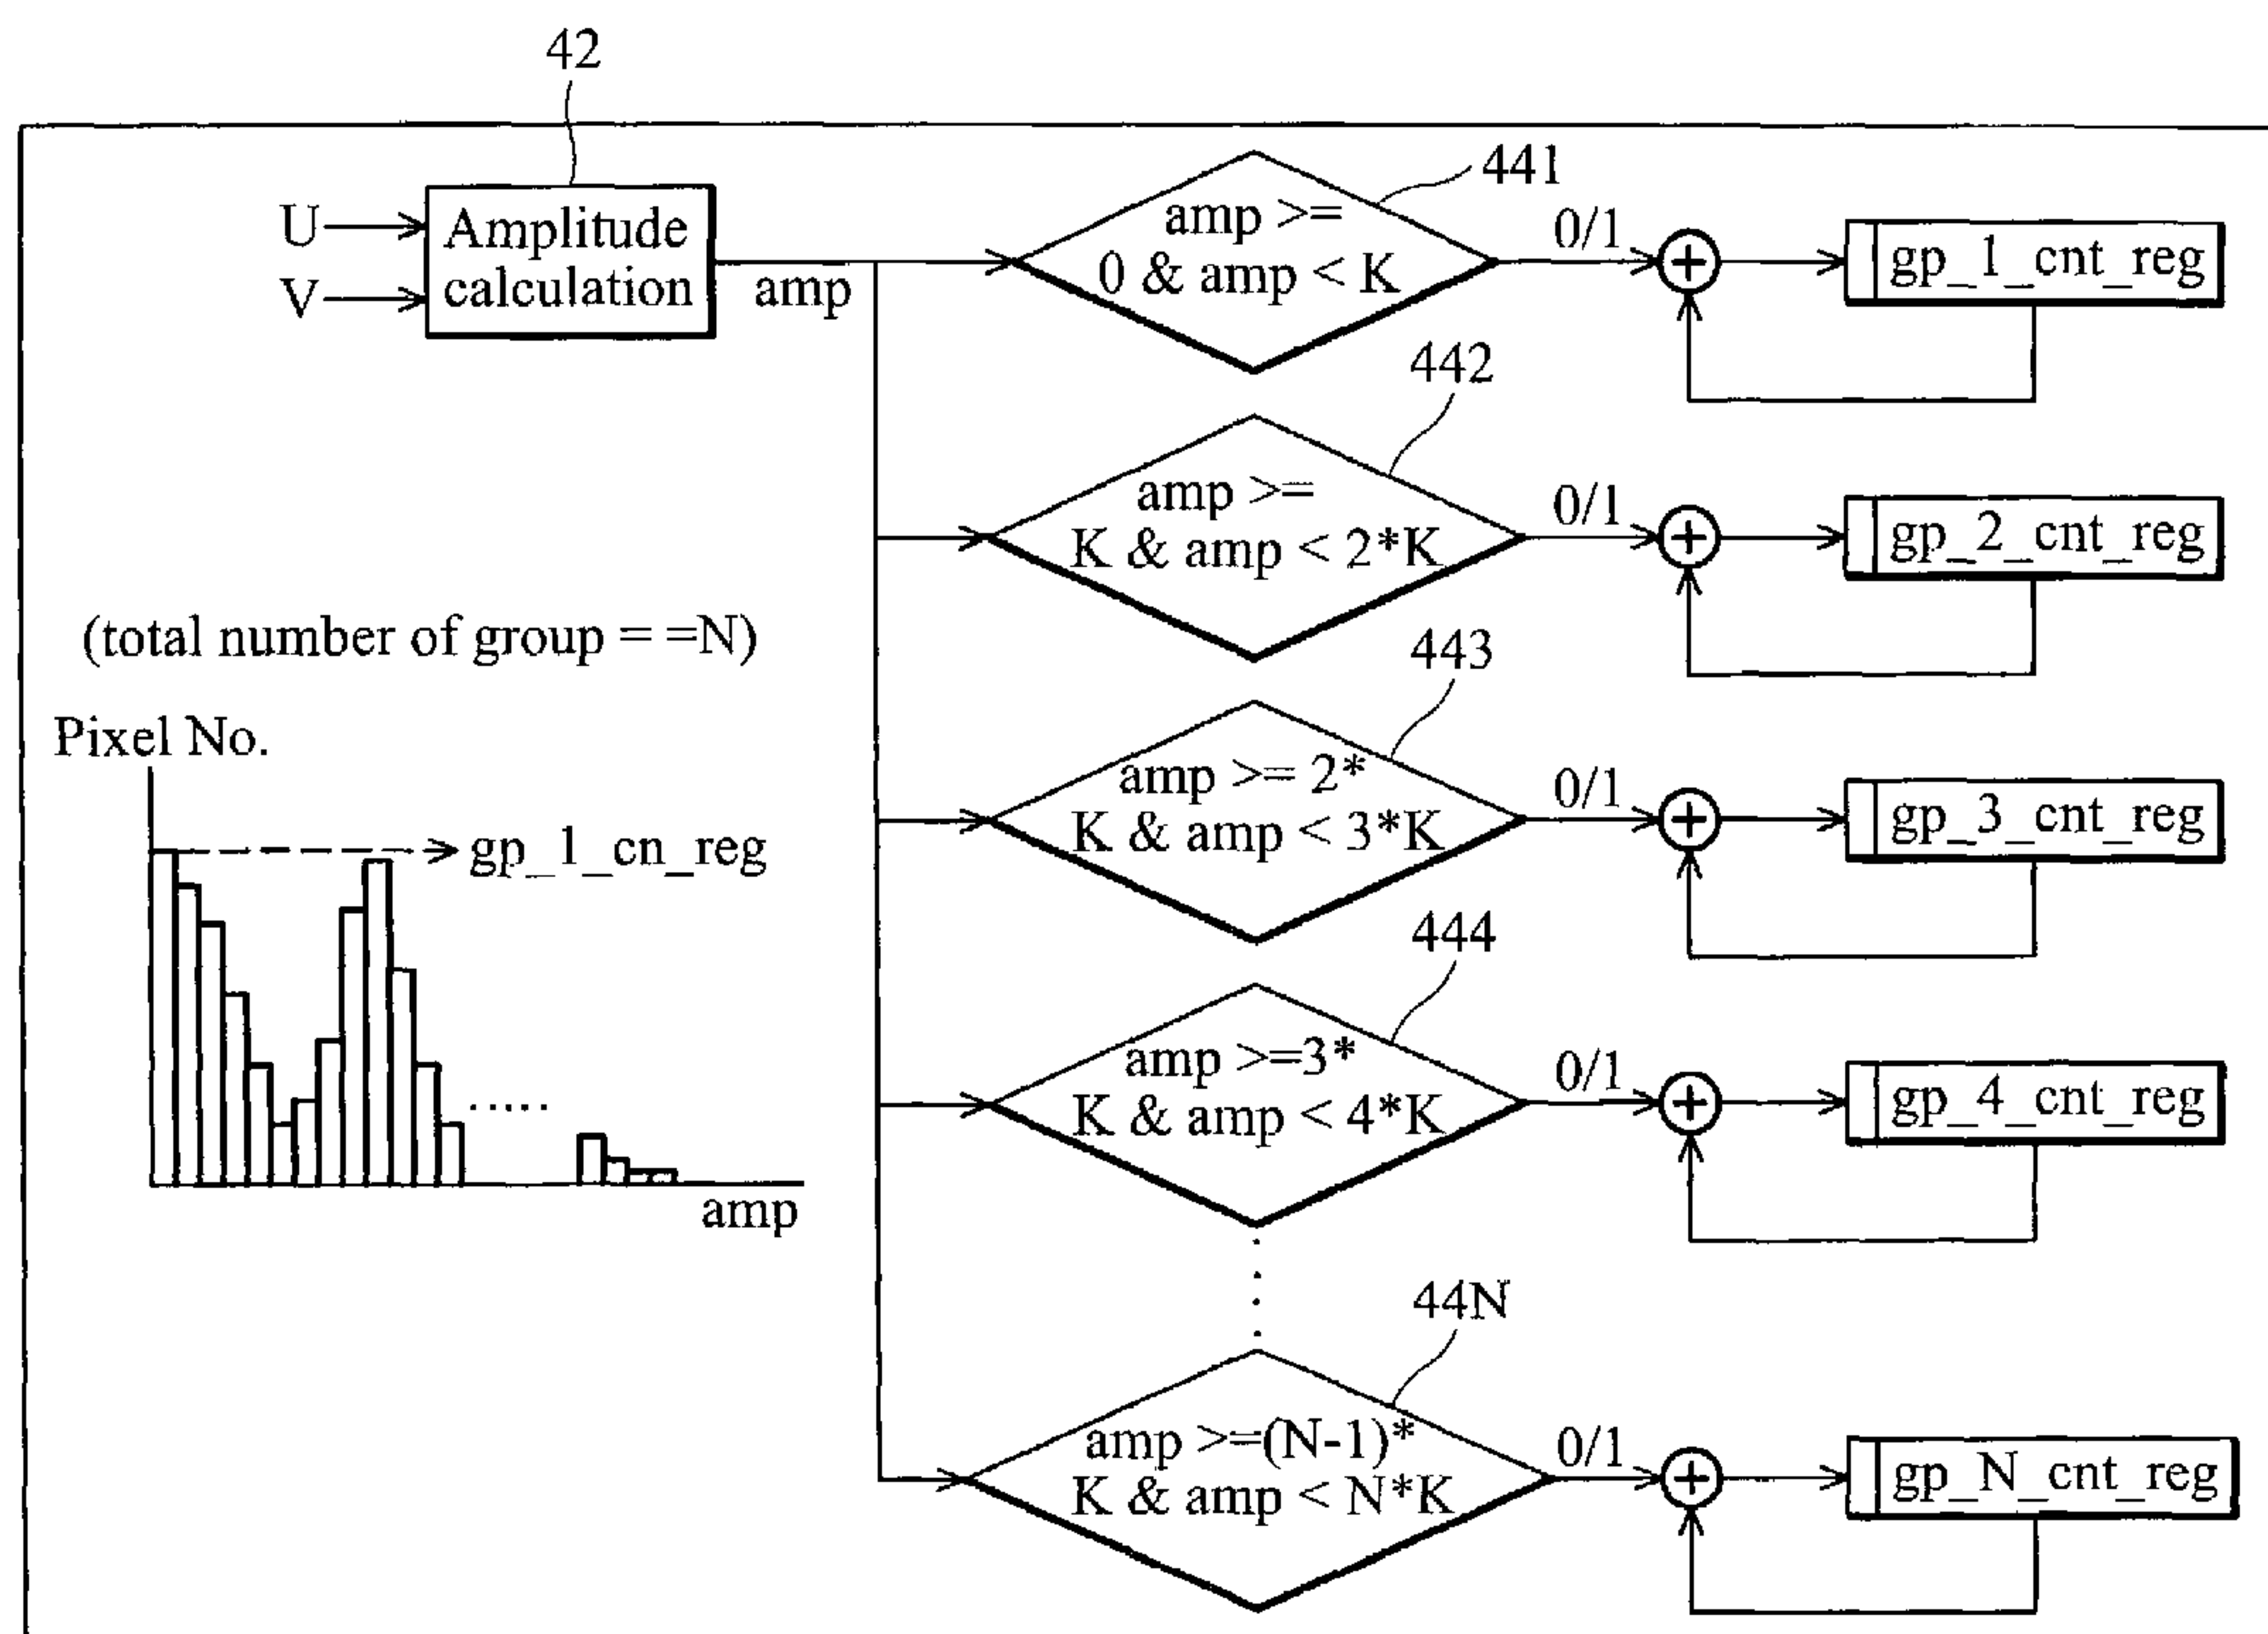 42
U
V
Amplitude
calculation
amp
441
amp >=
0 & amp < K
0/1
+
gp_1_cnt_reg
442
amp >=
K & amp < 2*K
0/1
+
gp_2_cnt_reg
(total number of group = =N)
443
amp >= 2*
K & amp < 3*K
0/1
+
gp_3_cnt_reg
Pixel No.
gp_1_cn_reg
.....
amp
444
amp >=3*
K & amp < 4*K
0/1
+
gp_4_cnt_reg
44N
amp >=(N-1)*
K & amp < N*K
0/1
+
gp_N_cnt_reg